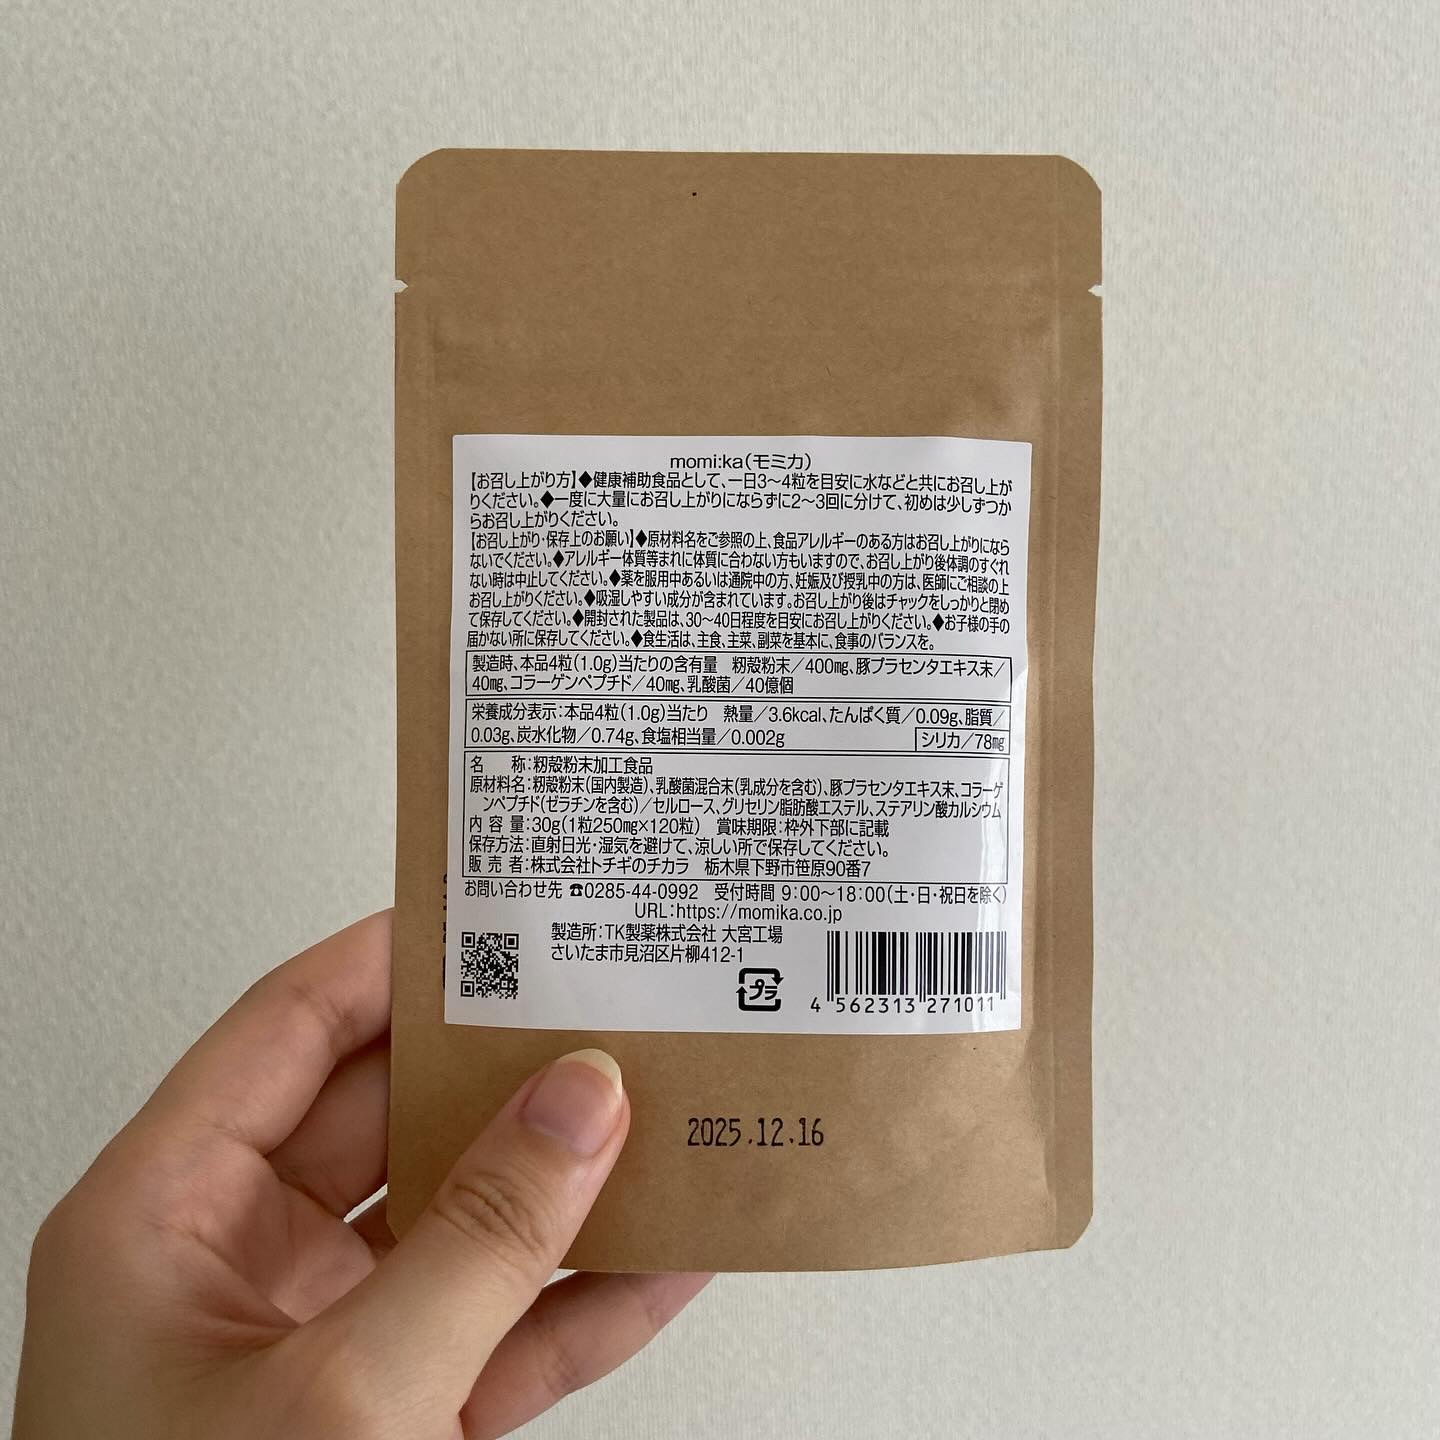 momi:ka(モミカ)
【お召し上がり方】◆健康補助食品として、一日3〜4粒を目安に水などと共にお召し上が
りください。◆一度に大量にお召し上がりにならずに2〜3回に分けて、初めは少しずつか
らお召し上がりください。
【お召し上がり・保存上のお願い】◆原材料名をご参照の上、食品アレルギーのある方はお召し上がりになら
ないでください。◆アレルギー体質等まれに体質に合わない方もいますので、お召し上がり後体調のすぐれ
ない時は中止してください。◆薬を服用中あるいは通院中の方、妊娠及び授乳中の方は、医師にご相談の上
お召し上がりください。◆吸湿しやすい成分が含まれています。お召し上がり後はチャックをしっかりと閉め
て保存してください。◆開封された製品は、30〜40日程度を目安にお召し上がりください。◆お子様の手の
届かない所に保存してください。◆食生活は、主食、主菜、副菜を基本に、食事のバランスを。
製造時、本品4粒(1.0g)当たりの含有量 籾殻粉末/400mg、豚プラセンタエキス末/
40mg、コラーゲンペプチド/40mg、乳酸菌/40億個
栄養成分表示:本品4粒(1.0g)当たり 熱量/3.6kcal、たんぱく質/0.09g、脂質/
0.03g、炭水化物/0.74g、食塩相当量/0.002g シリカ/78mg
名 称:籾殻粉末加工食品
原材料名:籾殻粉末(国内製造)、乳酸菌混合末(乳成分を含む)、豚プラセンタエキス末、コラーゲ
ンペプチド(ゼラチンを含む)/セルロース、グリセリン脂肪酸エステル、ステアリン酸カルシウム
内 容 量:30g(1粒250mg×120粒) 賞味期限:枠外下部に記載
保存方法:直射日光・湿気を避けて、涼しい所で保存してください。
販 売 者:株式会社トチギのチカラ 栃木県下野市笹原90番7
お問い合わせ先 ☎0285-44-0992 受付時間 9:00〜18:00(土・日・祝日を除く)
URL:https://momika.co.jp
製造所:TK製薬株式会社 大宮工場
さいたま市見沼区片柳412-1
プラ
4 562313 271011
2025.12.16